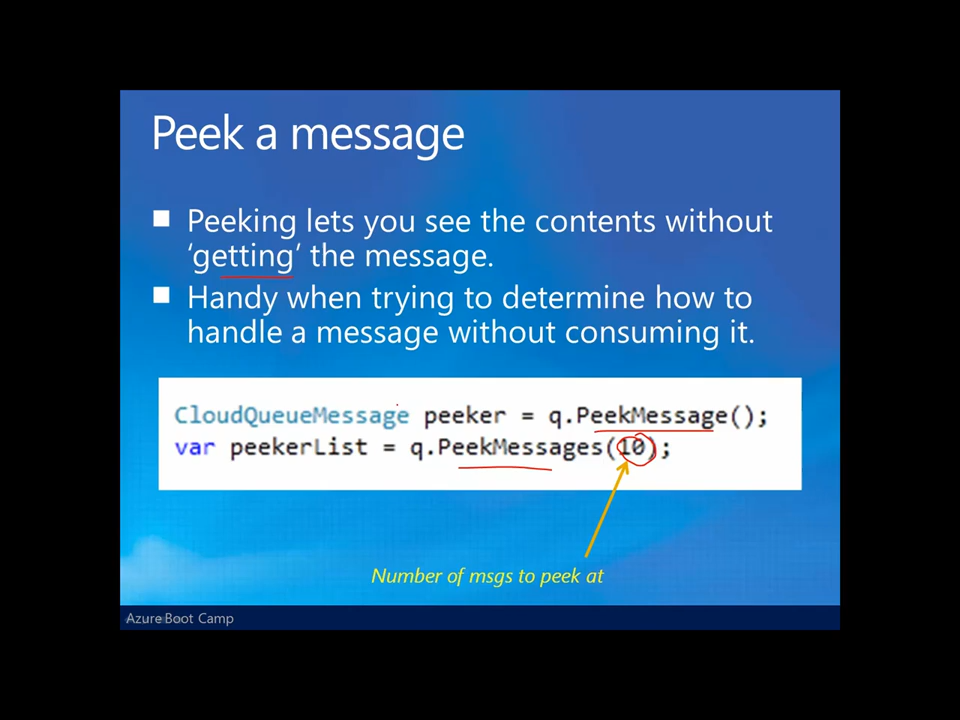 Peek a message
Peeking lets you see the contents without
‘getting’ the message.
Handy when trying to determine how to
handle a message without consuming it.
CloudQueueMessage peeker = q.PeekMessage();
var peekerList = q.PeekMessages(10);
Number of msgs to peek at
Azure Boot Camp